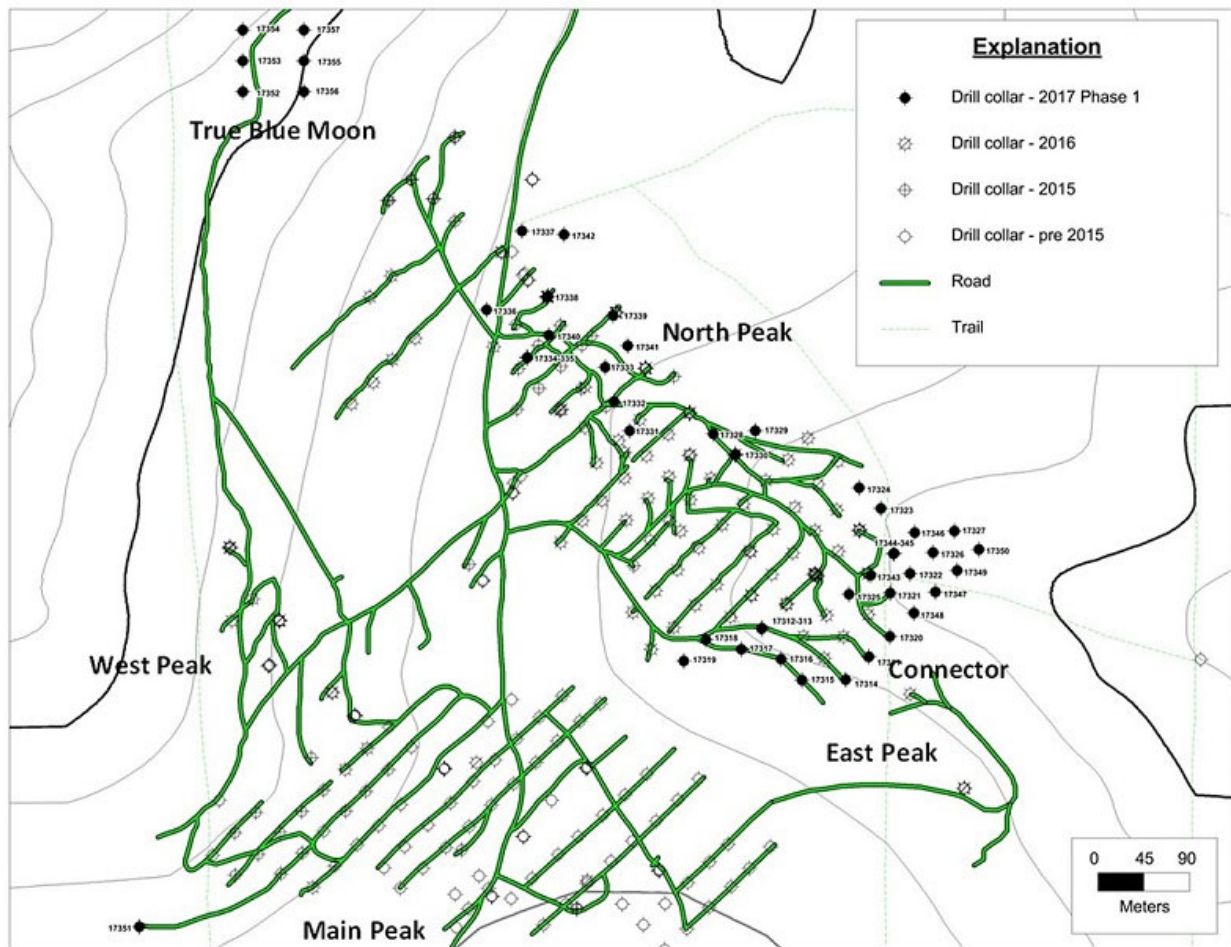 17354
17357
17353
17355
17352
17356
True Blue Moon
Explanation
Drill collar - 2017 Phase 1
Drill collar - 2016
Drill collar - 2015
Drill collar - pre 2015
Road
Trail
17337
17342
17338
17336
17339
17340
17341
North Peak
17334-335
17333
17332
17331
17328
17329
17330
17324
17323
17346
17327
17344-345
17326
17350
17343
17322
17349
17325
17321
17347
17348
17312-313
17320
17318
17317
17319
17316
17315
17314
Connector
West Peak
East Peak
0 45 90
Meters
17351
Main Peak